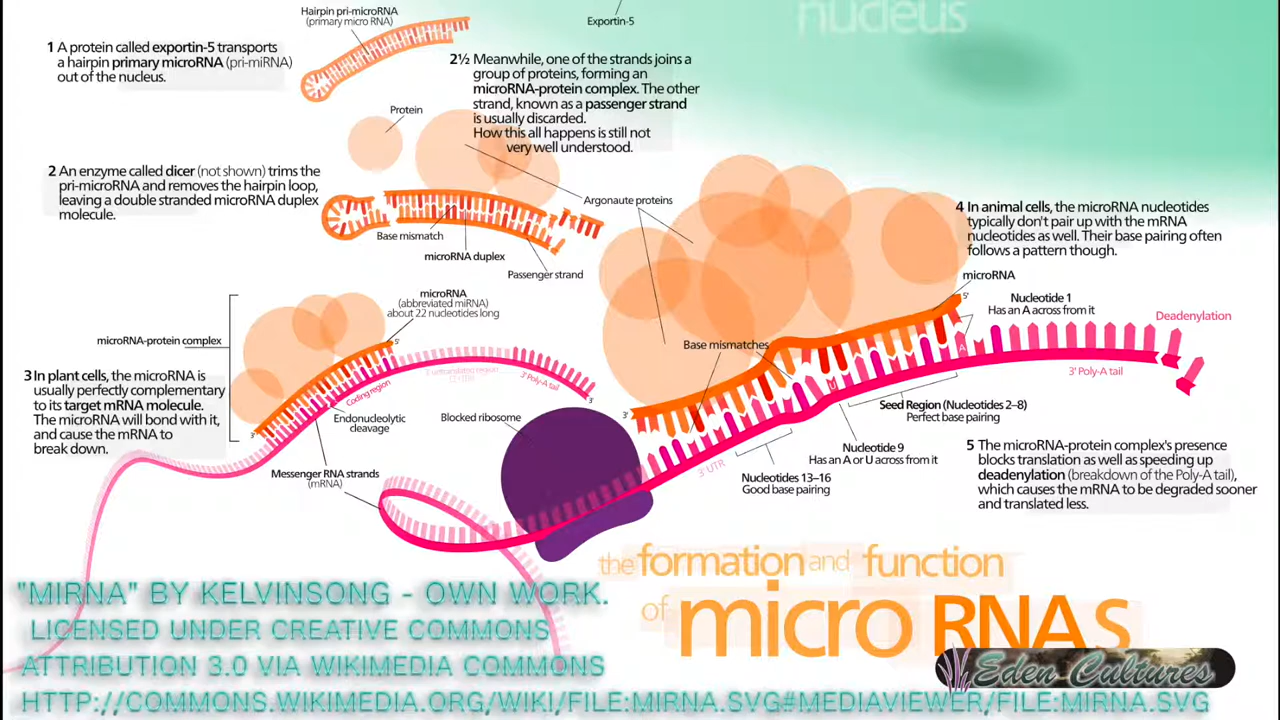 nucleus
Hairpin pri-microRNA
(primary micro RNA)
Exportin-5
1 A protein called exportin-5 transports
a hairpin primary microRNA (pri-miRNA)
out of the nucleus.
2½ Meanwhile, one of the strands joins a
group of proteins, forming an
microRNA-protein complex. The other
strand, known as a passenger strand
is usually discarded.
How this all happens is still not
very well understood.
Protein
2 An enzyme called dicer (not shown) trims the
pri-microRNA and removes the hairpin loop,
leaving a double stranded microRNA duplex
molecule.
Argonaute proteins
Base mismatch
microRNA duplex
Passenger strand
4 In animal cells, the microRNA nucleotides
typically don't pair up with the mRNA
nucleotides as well. Their base pairing often
follows a pattern though.
microRNA
5'
Nucleotide 1
Has an A across from it
A
Deadenylation
microRNA
(abbreviated miRNA)
about 22 nucleotides long
5'
microRNA-protein complex
Base mismatches
3' Poly-A tail
3 In plant cells, the microRNA is
usually perfectly complementary
to its target mRNA molecule.
The microRNA will bond with it,
and cause the mRNA to
break down.
3'
Coding region
3' untranslated region
(3' UTR)
3' Poly-A tail
3'
Endonucleolytic
cleavage
Blocked ribosome
3'
Seed Region (Nucleotides 2–8)
Perfect base pairing
Messenger RNA strands
(mRNA)
3' UTR
Nucleotides 13–16
Good base pairing
Nucleotide 9
Has an A or U across from it
5 The microRNA-protein complex's presence
blocks translation as well as speeding up
deadenylation (breakdown of the Poly-A tail),
which causes the mRNA to be degraded sooner
and translated less.
the formation and function
of micro RNAs
"MIRNA" BY KELVINSONG - OWN WORK.
LICENSED UNDER CREATIVE COMMONS
ATTRIBUTION 3.0 VIA WIKIMEDIA COMMONS
HTTP://COMMONS.WIKIMEDIA.ORG/WIKI/FILE:MIRNA.SVG#MEDIAVIEWER/FILE:MIRNA.SVG
Eden Cultures